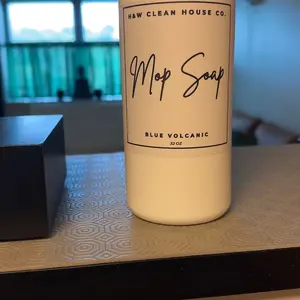 H&W CLEAN HOUSE CO.
Mop Soap
BLUE VOLCANIC
32 OZ